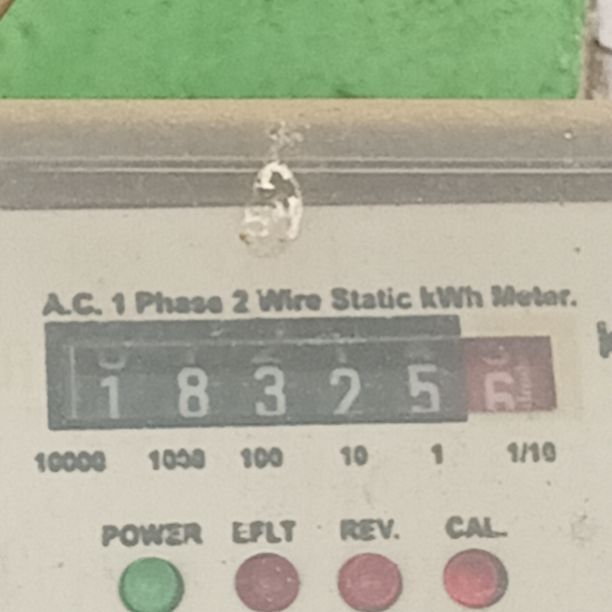 A.C. 1 Phase 2 Wire Static kWh Meter.
1 8 3 2 5 6
10000 1000 100 10 1 1/10
POWER EFLT REV. CAL.